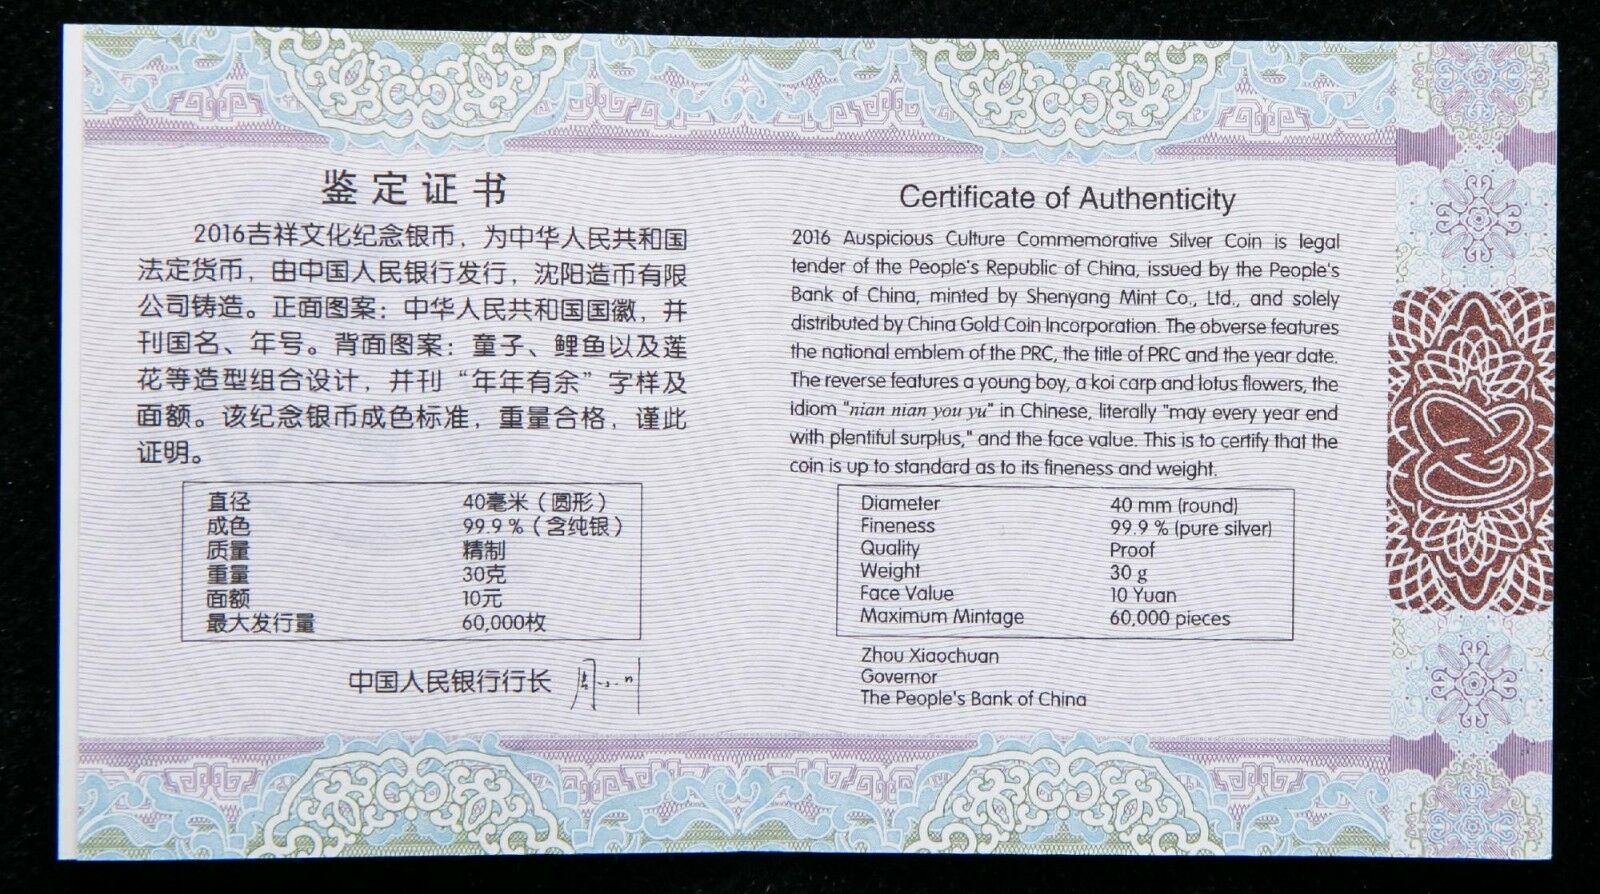 鉴定证书
2016吉祥文化纪念银币，为中华人民共和国
法定货币，由中国人民银行发行，沈阳造币有限
公司铸造。正面图案：中华人民共和国国徽，并
刊国名、年号。背面图案：童子、鲤鱼以及莲
花等造型组合设计，并刊“年年有余”字样及
面额。该纪念银币成色标准，重量合格，谨此
证明。
直径 40毫米（圆形）
成色 99.9 %（含纯银）
质量 精制
重量 30克
面额 10元
最大发行量 60,000枚
中国人民银行行长
Certificate of Authenticity
2016 Auspicious Culture Commemorative Silver Coin is legal
tender of the People's Republic of China, issued by the People's
Bank of China, minted by Shenyang Mint Co., Ltd., and solely
distributed by China Gold Coin Incorporation. The obverse features
the national emblem of the PRC, the title of PRC and the year date.
The reverse features a young boy, a koi carp and lotus flowers, the
idiom "nian nian you yu" in Chinese, literally "may every year end
with plentiful surplus," and the face value. This is to certify that the
coin is up to standard as to its fineness and weight.
Diameter 40 mm (round)
Fineness 99.9 % (pure silver)
Quality Proof
Weight 30 g
Face Value 10 Yuan
Maximum Mintage 60,000 pieces
Zhou Xiaochuan
Governor
The People's Bank of China